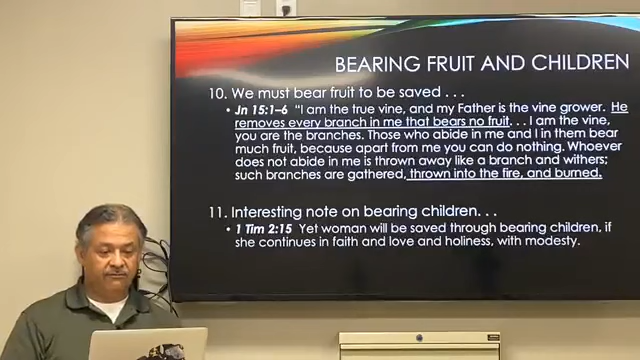 BEARING FRUIT AND CHILDREN
10. We must bear fruit to be saved . . .
• Jn 15:1–6 "I am the true vine, and my Father is the vine grower. He
removes every branch in me that bears no fruit. . . I am the vine,
you are the branches. Those who abide in me and I in them bear
much fruit, because apart from me you can do nothing. Whoever
does not abide in me is thrown away like a branch and withers;
such branches are gathered, thrown into the fire, and burned.
11. Interesting note on bearing children. . .
• 1 Tim 2:15 Yet woman will be saved through bearing children, if
she continues in faith and love and holiness, with modesty.